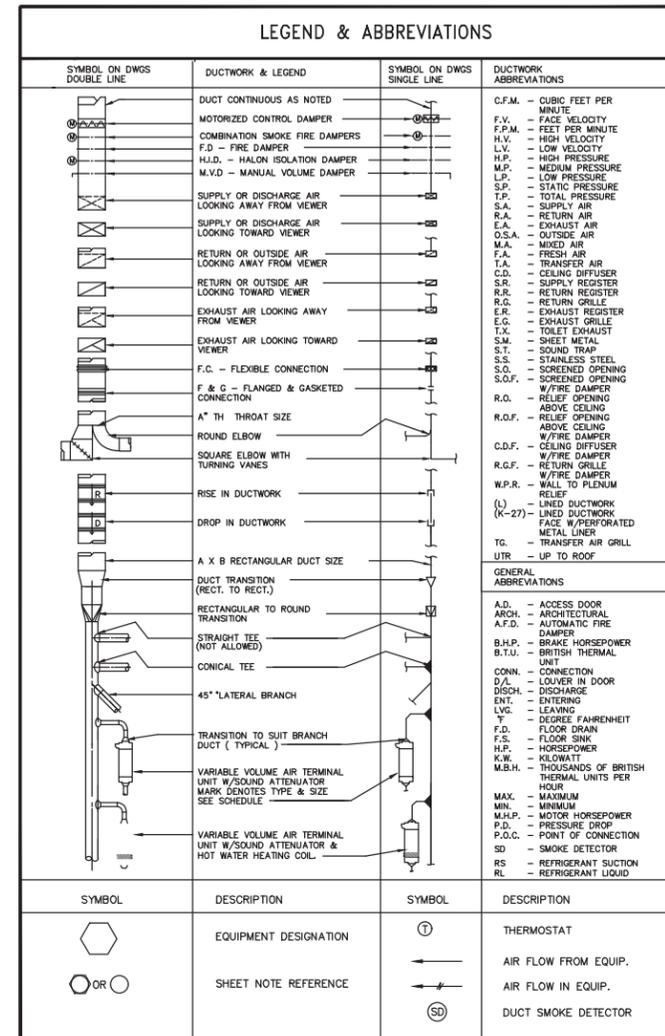 LEGEND & ABBREVIATIONS
SYMBOL ON DWGS
DOUBLE LINE
DUCTWORK & LEGEND
SYMBOL ON DWGS
SINGLE LINE
DUCTWORK
ABBREVIATIONS
DUCT CONTINUOUS AS NOTED
M
MOTORIZED CONTROL DAMPER
M
M
COMBINATION SMOKE FIRE DAMPERS
M
F.D – FIRE DAMPER
M
H.I.D. – HALON ISOLATION DAMPER
M.V.D – MANUAL VOLUME DAMPER
SUPPLY OR DISCHARGE AIR
LOOKING AWAY FROM VIEWER
SUPPLY OR DISCHARGE AIR
LOOKING TOWARD VIEWER
RETURN OR OUTSIDE AIR
LOOKING AWAY FROM VIEWER
RETURN OR OUTSIDE AIR
LOOKING TOWARD VIEWER
EXHAUST AIR LOOKING AWAY
FROM VIEWER
EXHAUST AIR LOOKING TOWARD
VIEWER
F.C. – FLEXIBLE CONNECTION
F & G – FLANGED & GASKETED
CONNECTION
A" TH THROAT SIZE
ROUND ELBOW
SQUARE ELBOW WITH
TURNING VANES
R
RISE IN DUCTWORK
D
DROP IN DUCTWORK
A X B RECTANGULAR DUCT SIZE
DUCT TRANSITION
(RECT. TO RECT.)
RECTANGULAR TO ROUND
TRANSITION
STRAIGHT TEE
(NOT ALLOWED)
CONICAL TEE
45° "LATERAL BRANCH
TRANSITION TO SUIT BRANCH
DUCT ( TYPICAL )
VARIABLE VOLUME AIR TERMINAL
UNIT W/SOUND ATTENUATOR
MARK DENOTES TYPE & SIZE
SEE SCHEDULE
VARIABLE VOLUME AIR TERMINAL
UNIT W/SOUND ATTENUATOR &
HOT WATER HEATING COIL.
C.F.M. – CUBIC FEET PER
MINUTE
F.V. – FACE VELOCITY
F.P.M. – FEET PER MINUTE
H.V. – HIGH VELOCITY
L.V. – LOW VELOCITY
H.P. – HIGH PRESSURE
M.P. – MEDIUM PRESSURE
L.P. – LOW PRESSURE
S.P. – STATIC PRESSURE
T.P. – TOTAL PRESSURE
S.A. – SUPPLY AIR
R.A. – RETURN AIR
E.A. – EXHAUST AIR
O.S.A. – OUTSIDE AIR
M.A. – MIXED AIR
F.A. – FRESH AIR
T.A. – TRANSFER AIR
C.D. – CEILING DIFFUSER
S.R. – SUPPLY REGISTER
R.R. – RETURN REGISTER
R.G. – RETURN GRILLE
E.R. – EXHAUST REGISTER
E.G. – EXHAUST GRILLE
T.X. – TOILET EXHAUST
S.M. – SHEET METAL
S.T. – SOUND TRAP
S.S. – STAINLESS STEEL
S.O. – SCREENED OPENING
S.O.F. – SCREENED OPENING
W/FIRE DAMPER
R.O. – RELIEF OPENING
ABOVE CEILING
R.O.F. – RELIEF OPENING
ABOVE CEILING
W/FIRE DAMPER
C.D.F. – CEILING DIFFUSER
W/FIRE DAMPER
R.G.F. – RETURN GRILLE
W/FIRE DAMPER
W.P.R. – WALL TO PLENUM
RELIEF
(L) – LINED DUCTWORK
(K-27) – LINED DUCTWORK
FACE W/PERFORATED
METAL LINER
TG. – TRANSFER AIR GRILL
UTR – UP TO ROOF
GENERAL
ABBREVIATIONS
A.D. – ACCESS DOOR
ARCH. – ARCHITECTURAL
A.F.D. – AUTOMATIC FIRE
DAMPER
B.H.P. – BRAKE HORSEPOWER
B.T.U. – BRITISH THERMAL
UNIT
CONN. – CONNECTION
D/L – LOUVER IN DOOR
DISCH. – DISCHARGE
ENT. – ENTERING
LVG. – LEAVING
°F – DEGREE FAHRENHEIT
F.D. FLOOR DRAIN
F.S. – FLOOR SINK
H.P. – HORSEPOWER
K.W. – KILOWATT
M.B.H. – THOUSANDS OF BRITISH
THERMAL UNITS PER
HOUR
MAX. – MAXIMUM
MIN. – MINIMUM
M.H.P. – MOTOR HORSEPOWER
P.D. – PRESSURE DROP
P.O.C. – POINT OF CONNECTION
SD – SMOKE DETECTOR
RS – REFRIGERANT SUCTION
RL – REFRIGERANT LIQUID
SYMBOL
DESCRIPTION
SYMBOL
DESCRIPTION
EQUIPMENT DESIGNATION
OR
SHEET NOTE REFERENCE
T
THERMOSTAT
AIR FLOW FROM EQUIP.
AIR FLOW IN EQUIP.
SD
DUCT SMOKE DETECTOR